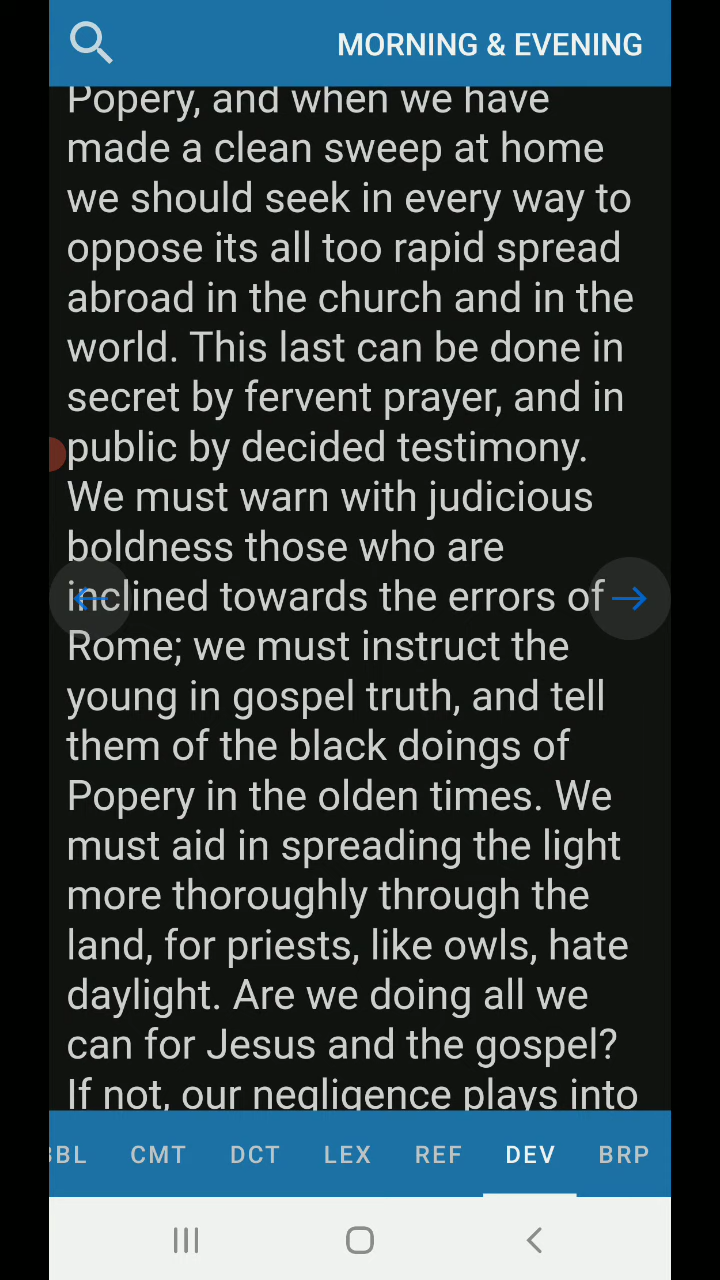 MORNING & EVENING
Popery, and when we have
made a clean sweep at home
we should seek in every way to
oppose its all too rapid spread
abroad in the church and in the
world. This last can be done in
secret by fervent prayer, and in
public by decided testimony.
We must warn with judicious
boldness those who are
inclined towards the errors of
Rome; we must instruct the
young in gospel truth, and tell
them of the black doings of
Popery in the olden times. We
must aid in spreading the light
more thoroughly through the
land, for priests, like owls, hate
daylight. Are we doing all we
can for Jesus and the gospel?
If not, our negligence plays into
BBL CMT DCT LEX REF DEV BRP